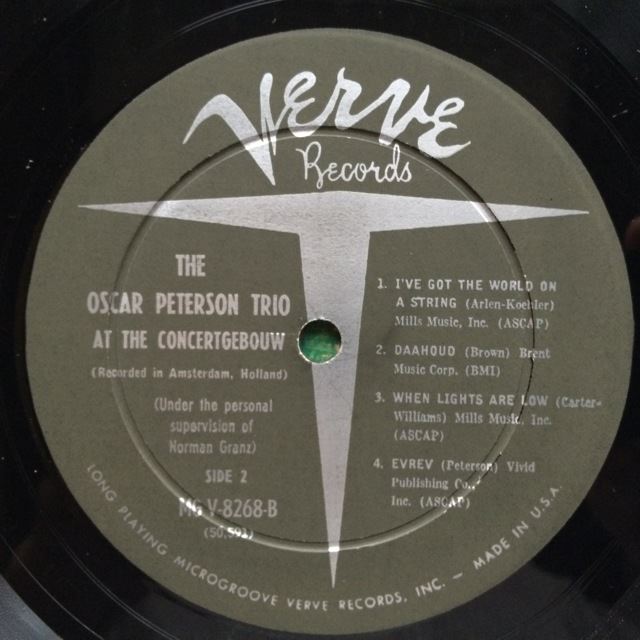 Verve
Records
THE
OSCAR PETERSON TRIO
AT THE CONCERTGEBOUW
(Recorded in Amsterdam, Holland)
(Under the personal
supervision of
Norman Granz)
SIDE 2
MG V-8268-B
1. I'VE GOT THE WORLD ON
A STRING (Arlen-Koehler)
Mills Music, Inc. (ASCAP)
2. DAAHOUD (Brown) Brent
Music Corp. (BMI)
3. WHEN LIGHTS ARE LOW (Carter-
Williams) Mills Music, Inc.
(ASCAP)
4. EVREV (Peterson) Vivid
Publishing Co.,
Inc. (ASCAP)
LONG PLAYING MICROGROOVE VERVE RECORDS, INC. — MADE IN U.S.A.